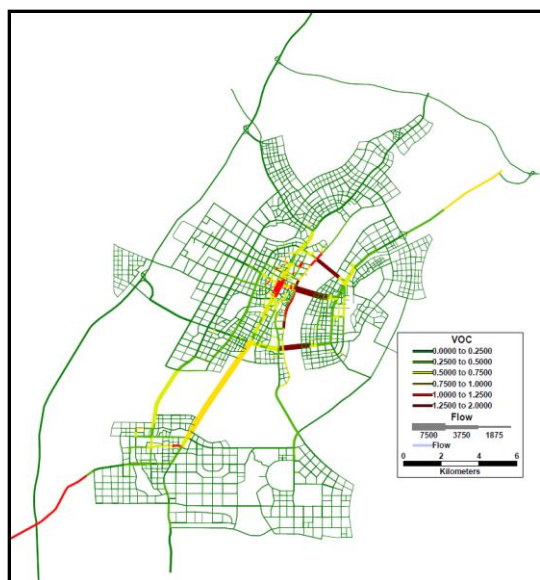 VOC
0.0000 to 0.2500
0.2500 to 0.5000
0.5000 to 0.7500
0.7500 to 1.0000
1.0000 to 1.2500
1.2500 to 2.0000
Flow
7500 3750 1875
Flow
0 2 4 6
Kilometers